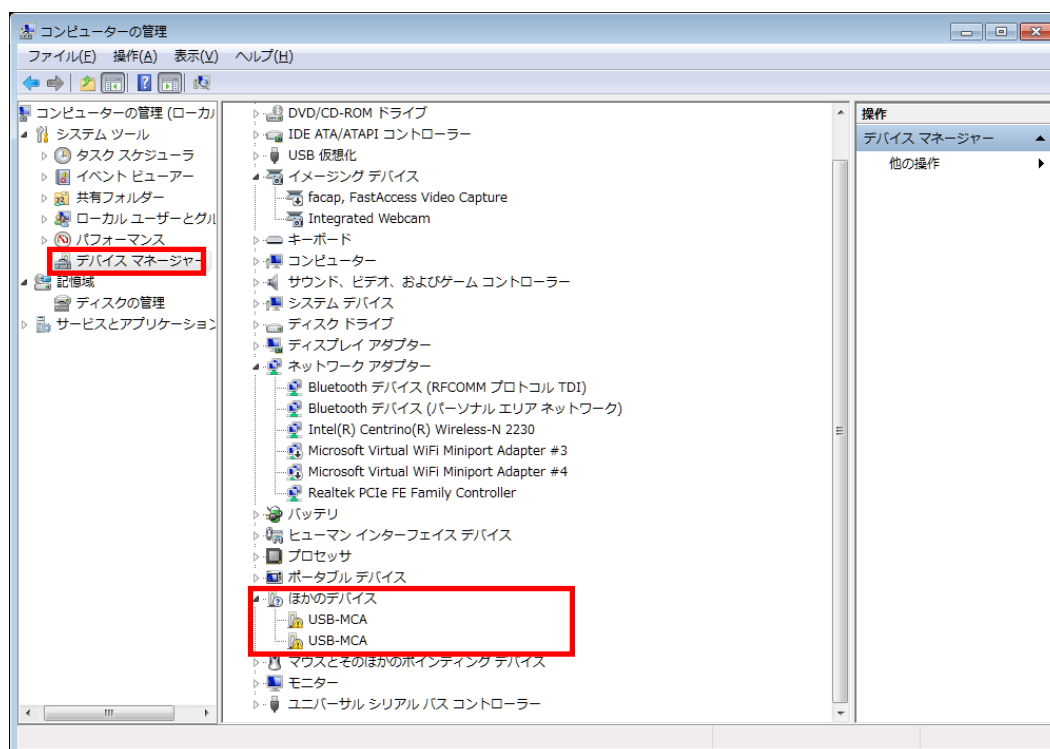 コンピューターの管理
ファイル(F) 操作(A) 表示(V) ヘルプ(H)
コンピューターの管理 (ローカル
システム ツール
タスク スケジューラ
イベント ビューアー
共有フォルダー
ローカル ユーザーとグル
パフォーマンス
デバイス マネージャー
記憶域
ディスクの管理
サービスとアプリケーション
DVD/CD-ROM ドライブ
IDE ATA/ATAPI コントローラー
USB 仮想化
イメージング デバイス
facap, FastAccess Video Capture
Integrated Webcam
キーボード
コンピューター
サウンド、ビデオ、およびゲーム コントローラー
システム デバイス
ディスク ドライブ
ディスプレイ アダプター
ネットワーク アダプター
Bluetooth デバイス (RFCOMM プロトコル TDI)
Bluetooth デバイス (パーソナル エリア ネットワーク)
Intel(R) Centrino(R) Wireless-N 2230
Microsoft Virtual WiFi Miniport Adapter #3
Microsoft Virtual WiFi Miniport Adapter #4
Realtek PCIe FE Family Controller
バッテリ
ヒューマン インターフェイス デバイス
プロセッサ
ポータブル デバイス
ほかのデバイス
USB-MCA
USB-MCA
マウスとそのほかのポインティング デバイス
モニター
ユニバーサル シリアル バス コントローラー
操作
デバイス マネージャー
他の操作